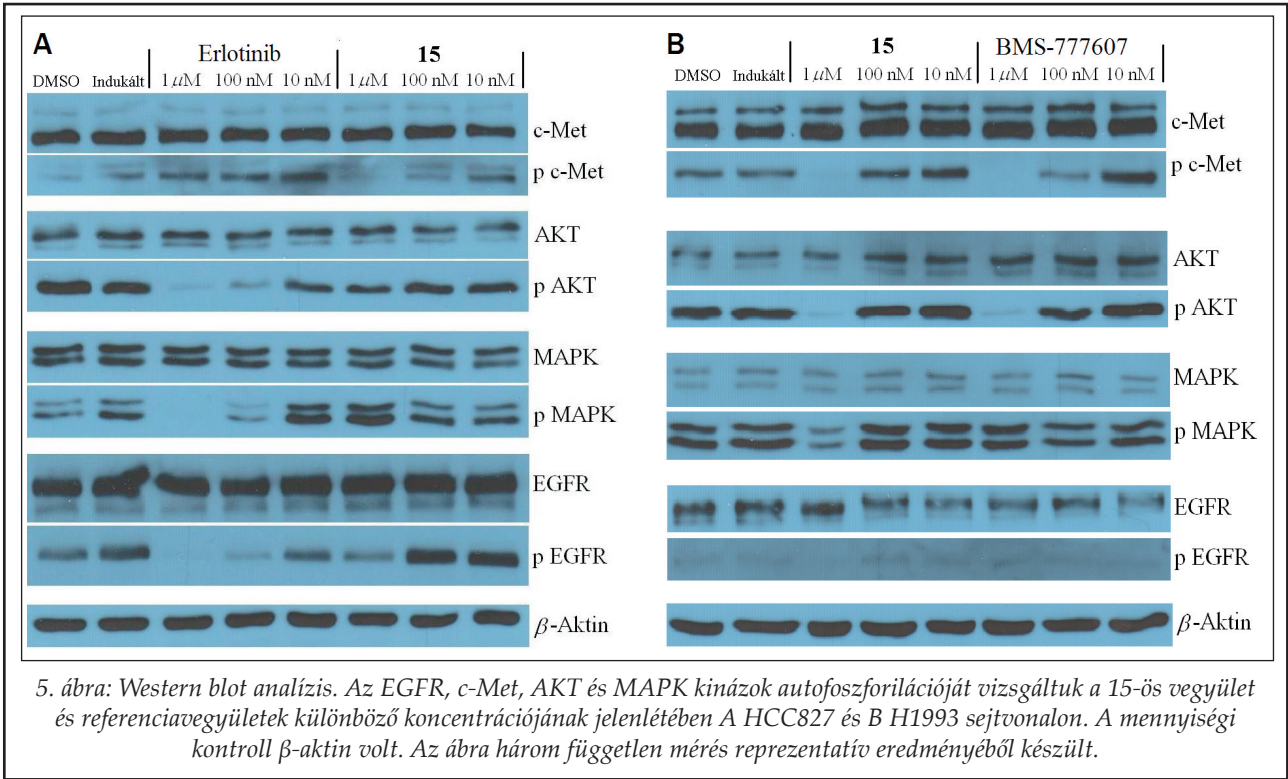 A
Erlotinib 15
DMSO Indukált 1 μM 100 nM 10 nM 1 μM 100 nM 10 nM
c-Met
p c-Met
AKT
p AKT
MAPK
p MAPK
EGFR
p EGFR
β-Aktin
B
15 BMS-777607
DMSO Indukált 1 μM 100 nM 10 nM 1 μM 100 nM 10 nM
c-Met
p c-Met
AKT
p AKT
MAPK
p MAPK
EGFR
p EGFR
β-Aktin
5. ábra: Western blot analízis. Az EGFR, c-Met, AKT és MAPK kinázok autofoszforilációját vizsgáltuk a 15-ös vegyület
és referenciavegyületek különböző koncentrációjának jelenlétében A HCC827 és B H1993 sejtvonalon. A mennyiségi
kontroll β-aktin volt. Az ábra három független mérés reprezentatív eredményéből készült.